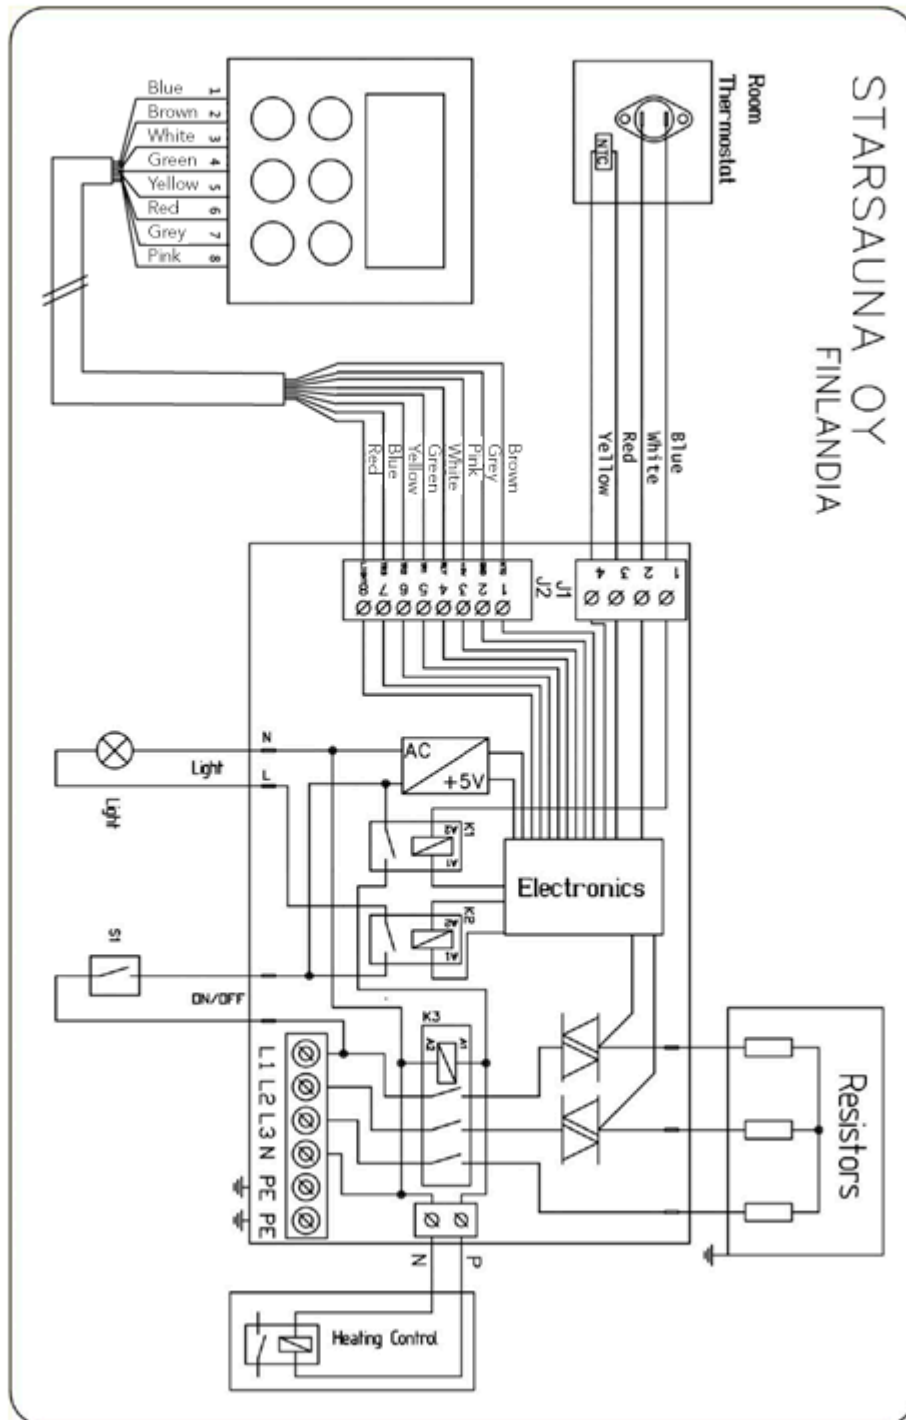 STARSAUNA OY
FINLANDIA
Room
Thermostat
NTC
Blue
White
Red
Yellow
Blue 1
Brown 2
White 3
Green 4
Yellow 5
Red 6
Grey 7
Pink 8
Brown
Grey
Pink
White
Green
Yellow
Blue
Red
J1
1
2
3
4
J2
1
2
3
4
5
6
7
8
N
L
Light
Light
AC
+5V
K1
A2
A1
K2
A2
A1
Electronics
S1
ON/OFF
K3
A2
A1
L1
L2
L3
N
PE
PE
N
P
Resistors
Heating Control